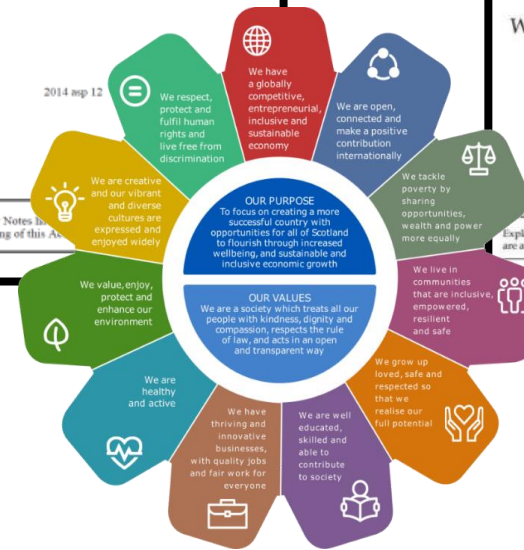 2014 asp 12
W
Notes
ng of this A
Expl
are a
We have
a globally
competitive,
entrepreneurial,
inclusive and
sustainable
economy
We are open,
connected and
make a positive
contribution
internationally
We tackle
poverty by
sharing
opportunities,
wealth and power
more equally
We live in
communities
that are inclusive,
empowered,
resilient
and safe
We grow up
loved, safe and
respected so
that we
realise our
full potential
We are well
educated,
skilled and
able to
contribute
to society
We have
thriving and
innovative
businesses,
with quality jobs
and fair work for
everyone
We are
healthy
and active
We value, enjoy,
protect and
enhance our
environment
We are creative
and our vibrant
and diverse
cultures are
expressed and
enjoyed widely
We respect,
protect and
fulfil human
rights and
live free from
discrimination
OUR PURPOSE
To focus on creating a more
successful country with
opportunities for all of Scotland
to flourish through increased
wellbeing, and sustainable and
inclusive economic growth
OUR VALUES
We are a society which treats all our
people with kindness, dignity and
compassion, respects the rule
of law, and acts in an open
and transparent way